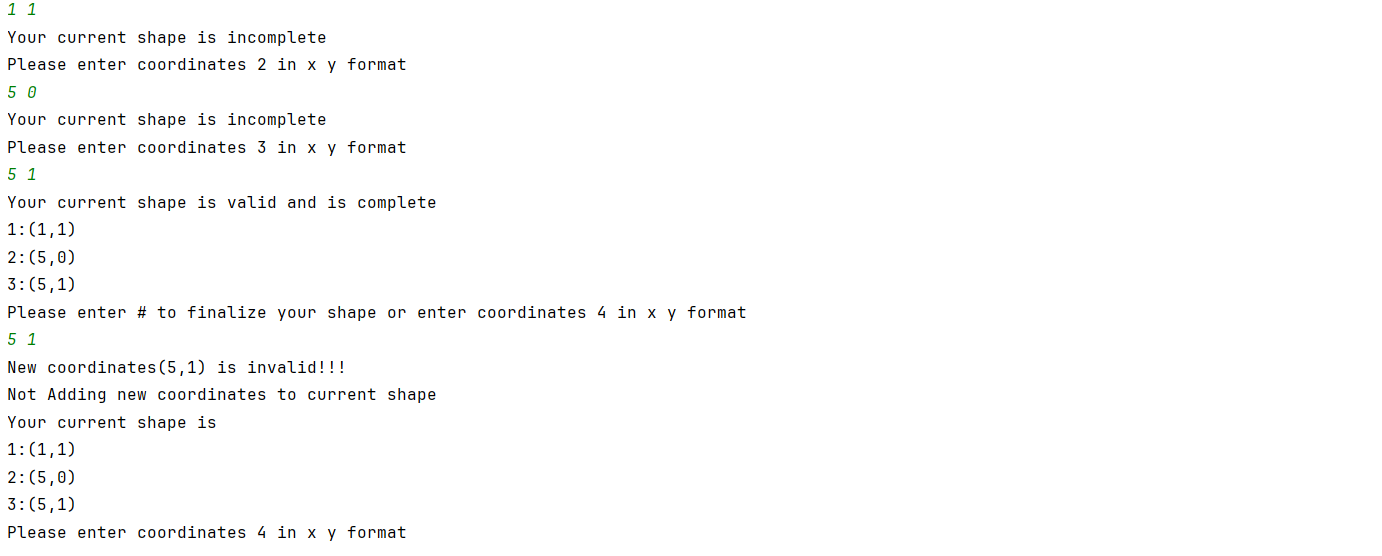 1 1
Your current shape is incomplete
Please enter coordinates 2 in x y format
5 0
Your current shape is incomplete
Please enter coordinates 3 in x y format
5 1
Your current shape is valid and is complete
1:(1,1)
2:(5,0)
3:(5,1)
Please enter # to finalize your shape or enter coordinates 4 in x y format
5 1
New coordinates(5,1) is invalid!!!
Not Adding new coordinates to current shape
Your current shape is
1:(1,1)
2:(5,0)
3:(5,1)
Please enter coordinates 4 in x y format